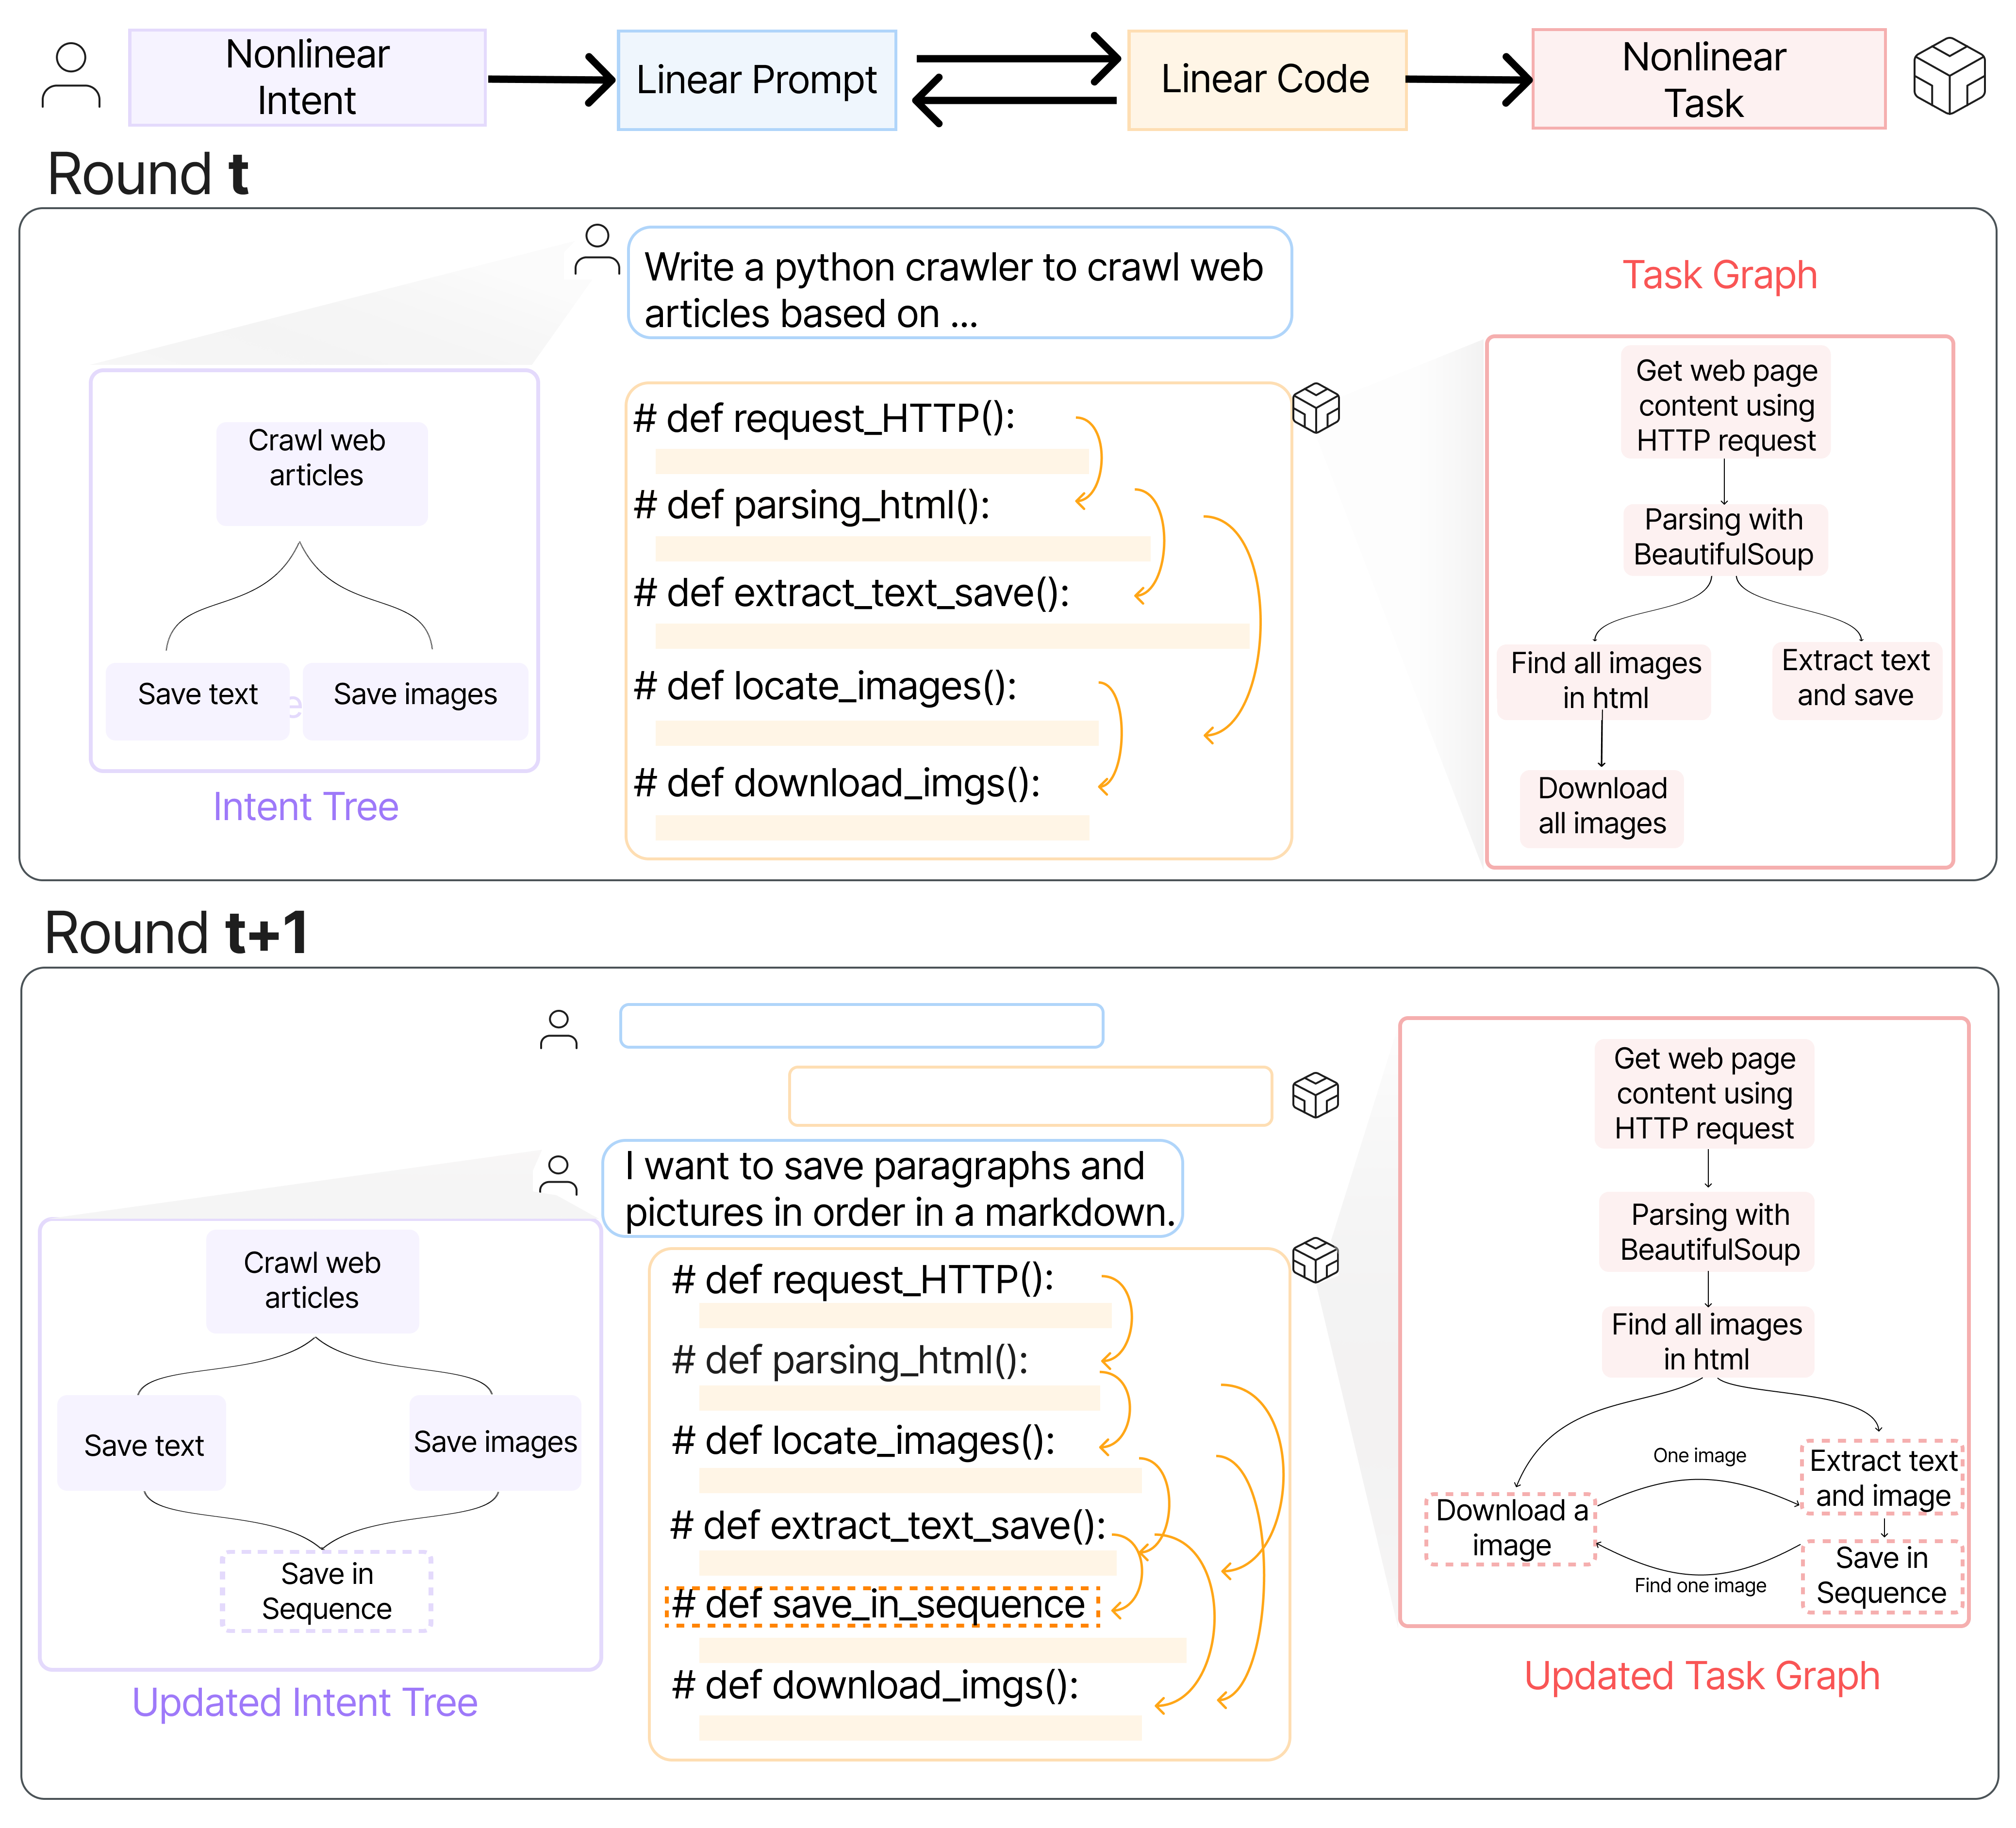 Nonlinear
Intent
Linear Prompt
Linear Code
Nonlinear
Task
Round t
Write a python crawler to crawl web
articles based on ...
Crawl web
articles
Save text
e
Save images
Intent Tree
# def request_HTTP():
# def parsing_html():
# def extract_text_save():
# def locate_images():
# def download_imgs():
Task Graph
Get web page
content using
HTTP request
Parsing with
BeautifulSoup
Find all images
in html
Extract text
and save
Download
all images
Round t+1
I want to save paragraphs and
pictures in order in a markdown.
Crawl web
articles
Save text
Save images
Save in
Sequence
Updated Intent Tree
# def request_HTTP():
# def parsing_html():
# def locate_images():
# def extract_text_save():
# def save_in_sequence
# def download_imgs():
Get web page
content using
HTTP request
Parsing with
BeautifulSoup
Find all images
in html
One image
Extract text
and image
Download a
image
Find one image
Save in
Sequence
Updated Task Graph